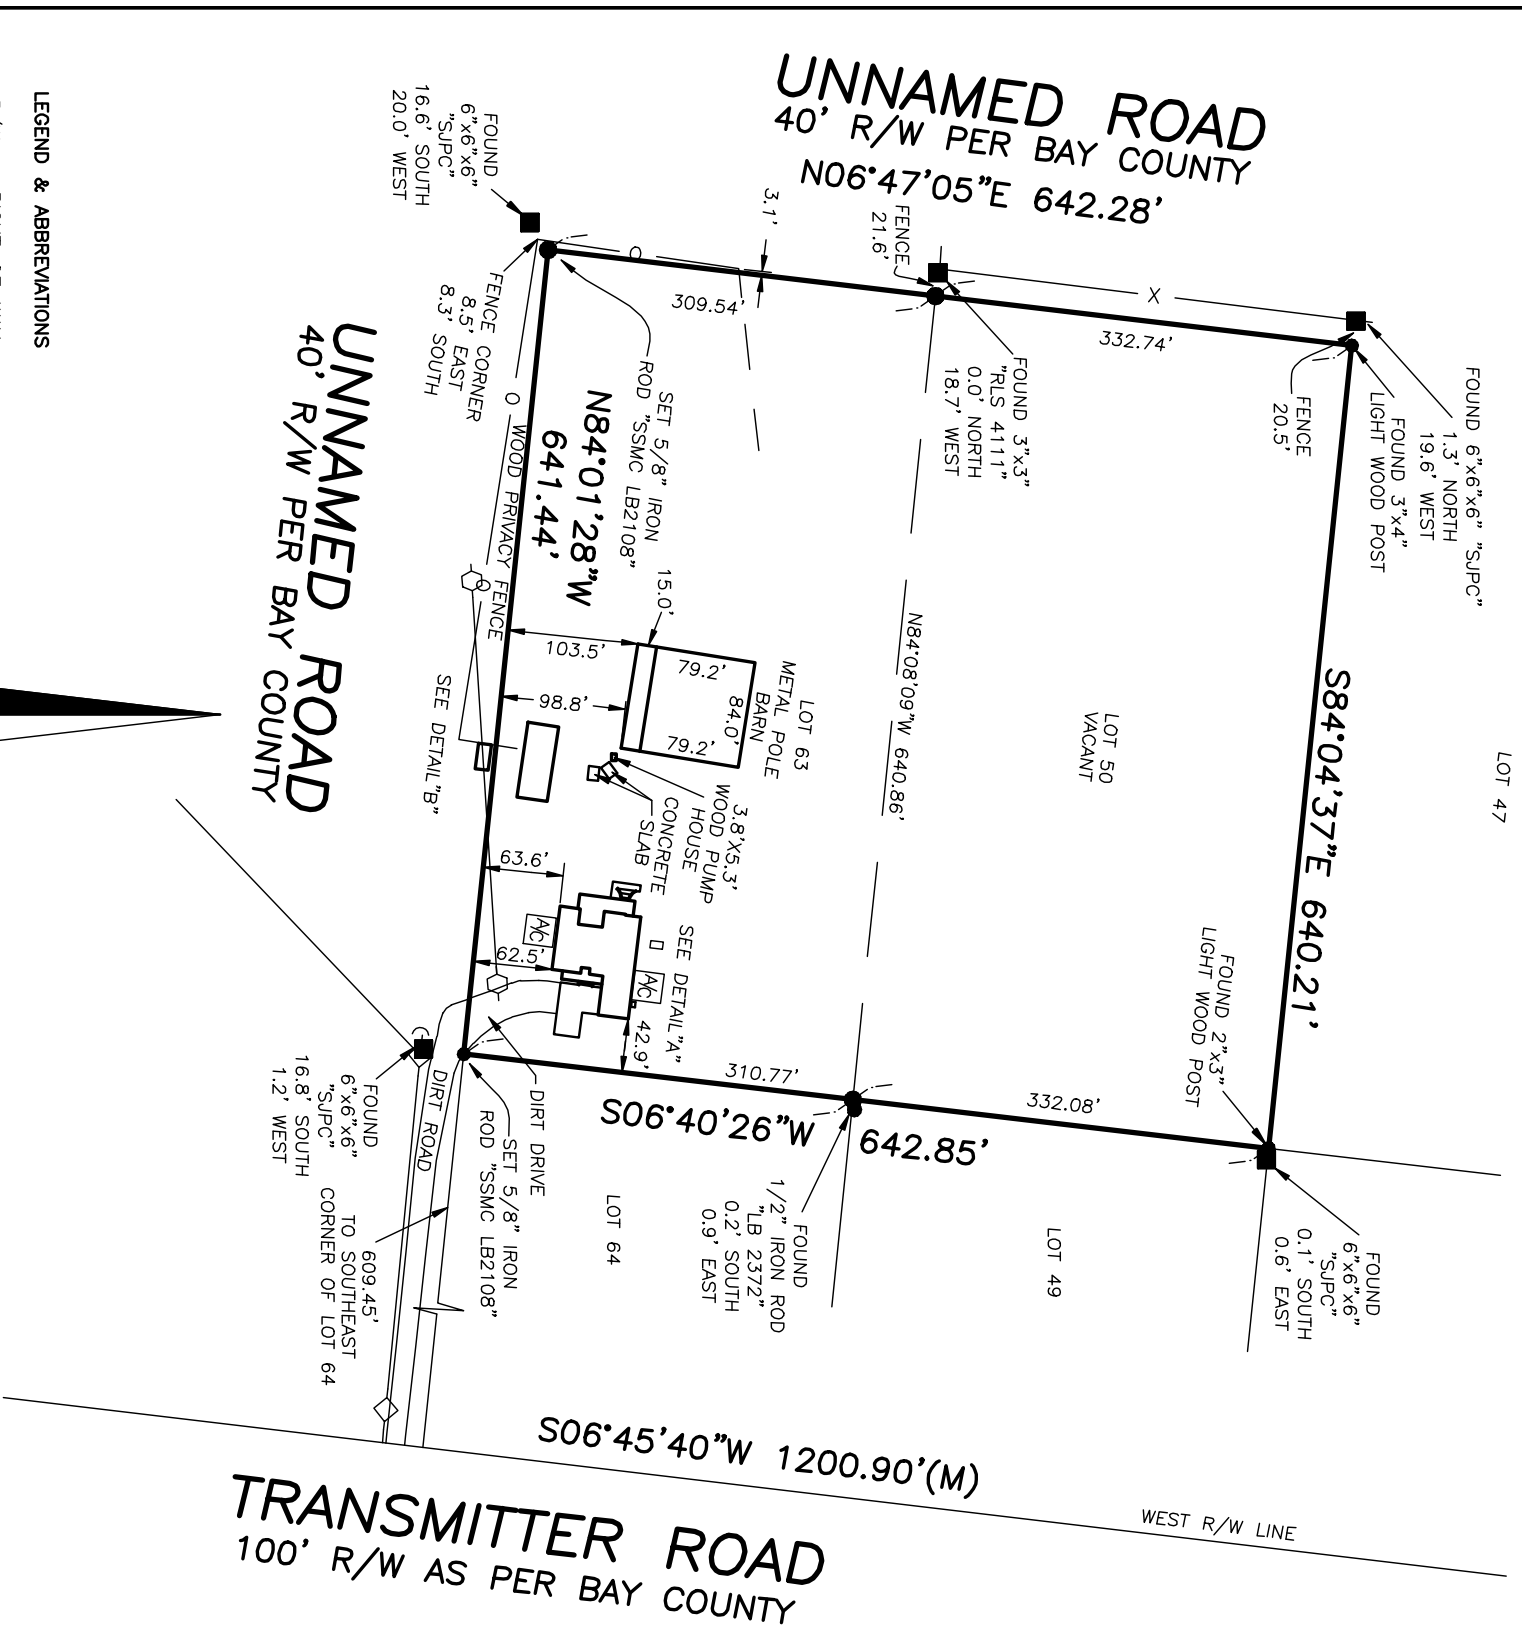 UNNAMED ROAD
40' R/W PER BAY COUNTY
N06°47'05"E 642.28'
FOUND
6"x6"x6"
"SJPC"
16.6' SOUTH
20.0' WEST
LEGEND & ABBREVIATIONS
3.1'
FENCE
21.6'
309.54'
X
332.74'
FENCE CORNER
8.5' EAST
8.3' SOUTH
SET 5/8" IRON
ROD "SSMC LB2108"
FOUND 3"x3"
"RLS 4111"
0.0' NORTH
18.7' WEST
FENCE
20.5'
FOUND 6"x6"x6" "SJPC"
1.3' NORTH
19.6' WEST
FOUND 3"x4"
LIGHT WOOD POST
UNNAMED ROAD
40' R/W PER BAY COUNTY
N84°01'28"W
641.44'
O
O
O
WOOD PRIVACY FENCE
15.0'
103.5'
98.8'
79.2'
84.0'
79.2'
LOT 63
METAL POLE
BARN
N84°08'09"W 640.86'
LOT 50
VACANT
S84°04'37"E 640.21'
LOT 47
SEE DETAIL "B"
3.8'X5.3'
WOOD PUMP
HOUSE
CONCRETE
SLAB
63.6'
62.5'
A/C
A/C
SEE DETAIL "A"
42.9'
FOUND 2"x3"
LIGHT WOOD POST
310.77'
332.08'
S06°40'26"W 642.85'
DIRT DRIVE
SET 5/8" IRON
ROD "SSMC LB2108"
DIRT ROAD
FOUND
6"x6"x6"
"SJPC"
16.8' SOUTH
1.2' WEST
609.45'
TO SOUTHEAST
CORNER OF LOT 64
LOT 64
FOUND
1/2" IRON ROD
"LB 2372"
0.2' SOUTH
0.9' EAST
LOT 49
FOUND
6"x6"x6"
"SJPC"
0.1' SOUTH
0.6' EAST
S06°45'40"W 1200.90'(M)
WEST R/W LINE
TRANSMITTER ROAD
100' R/W AS PER BAY COUNTY